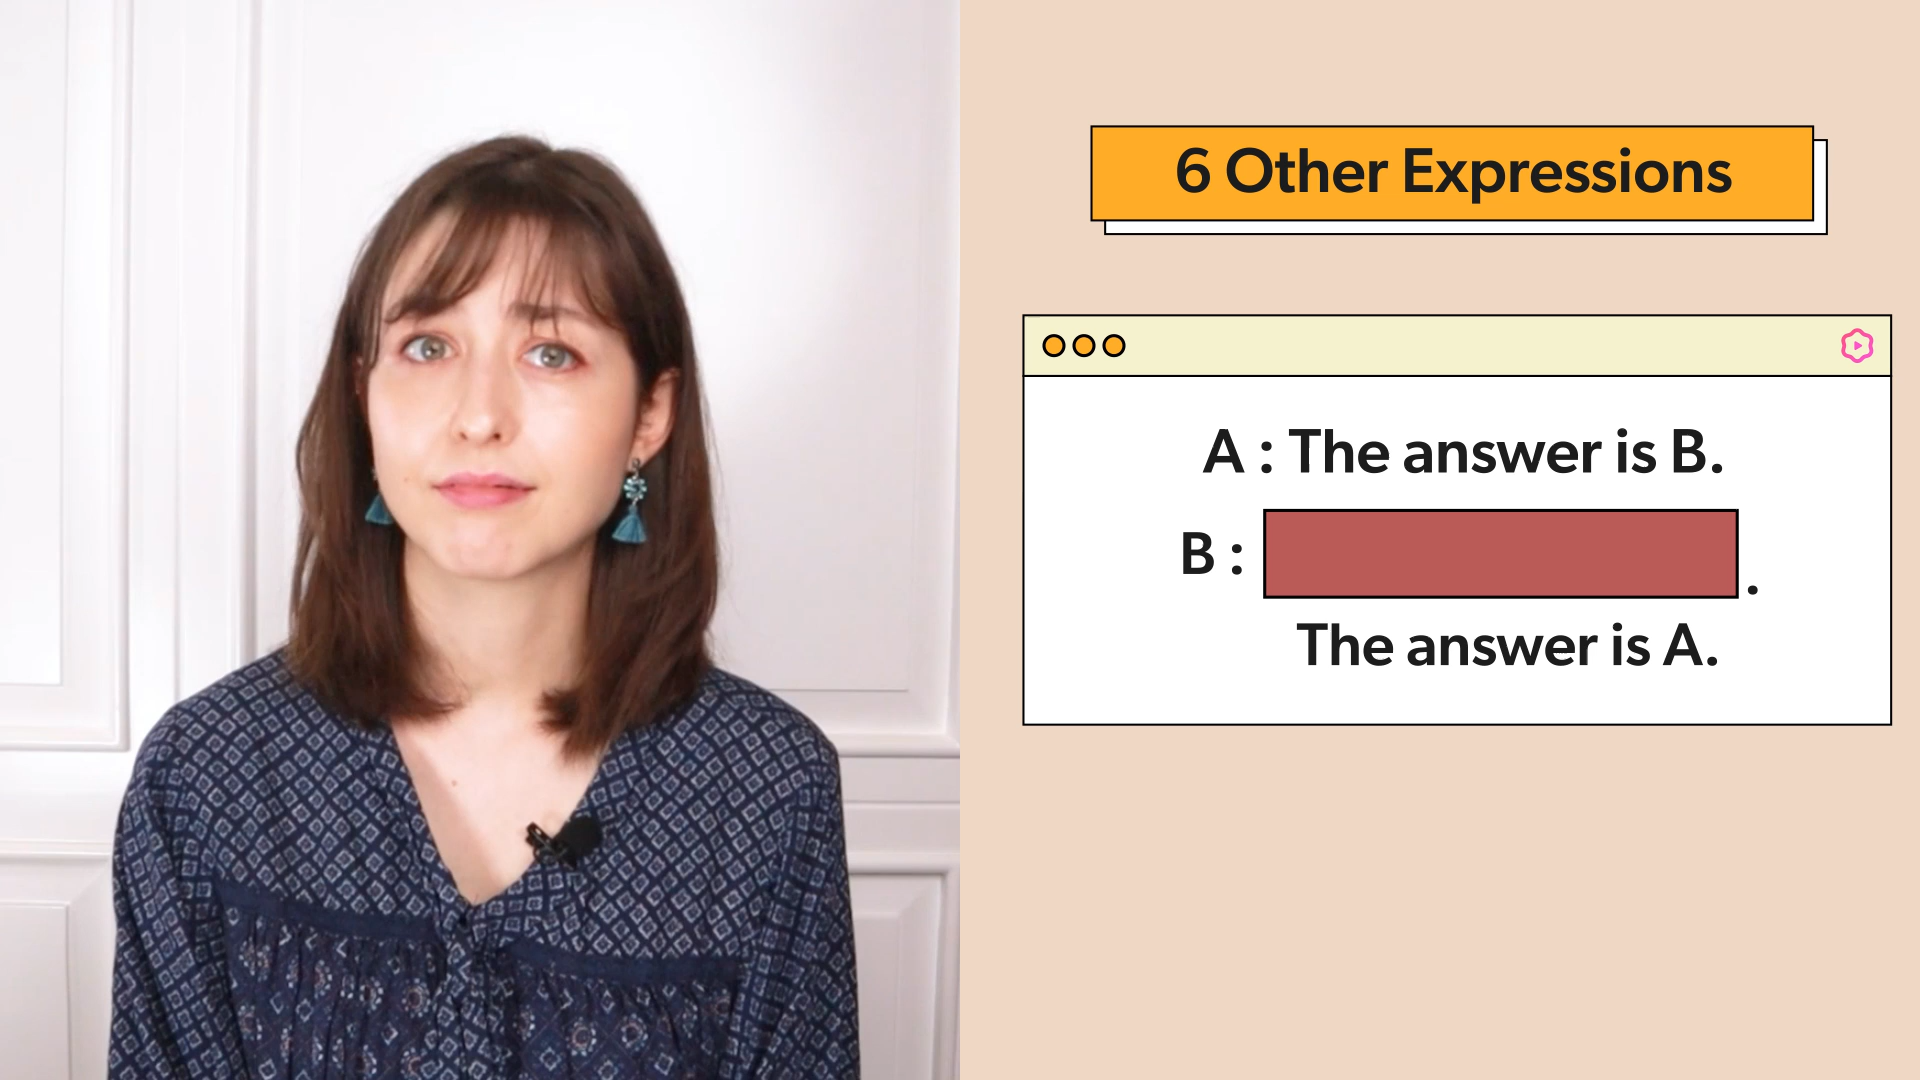 6 Other Expressions
A : The answer is B.
B : .
The answer is A.